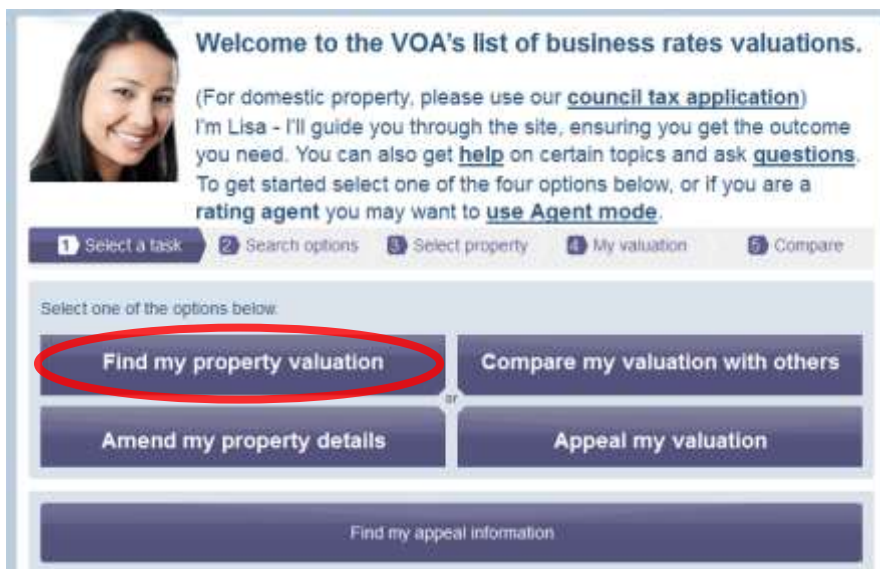 Welcome to the VOA's list of business rates valuations.
(For domestic property, please use our council tax application)
I'm Lisa - I'll guide you through the site, ensuring you get the outcome
you need. You can also get help on certain topics and ask questions.
To get started select one of the four options below, or if you are a
rating agent you may want to use Agent mode.
1 Select a task 2 Search options 3 Select property 4 My valuation 5 Compare
Select one of the options below:
Find my property valuation Compare my valuation with others
or
Amend my property details Appeal my valuation
Find my appeal information